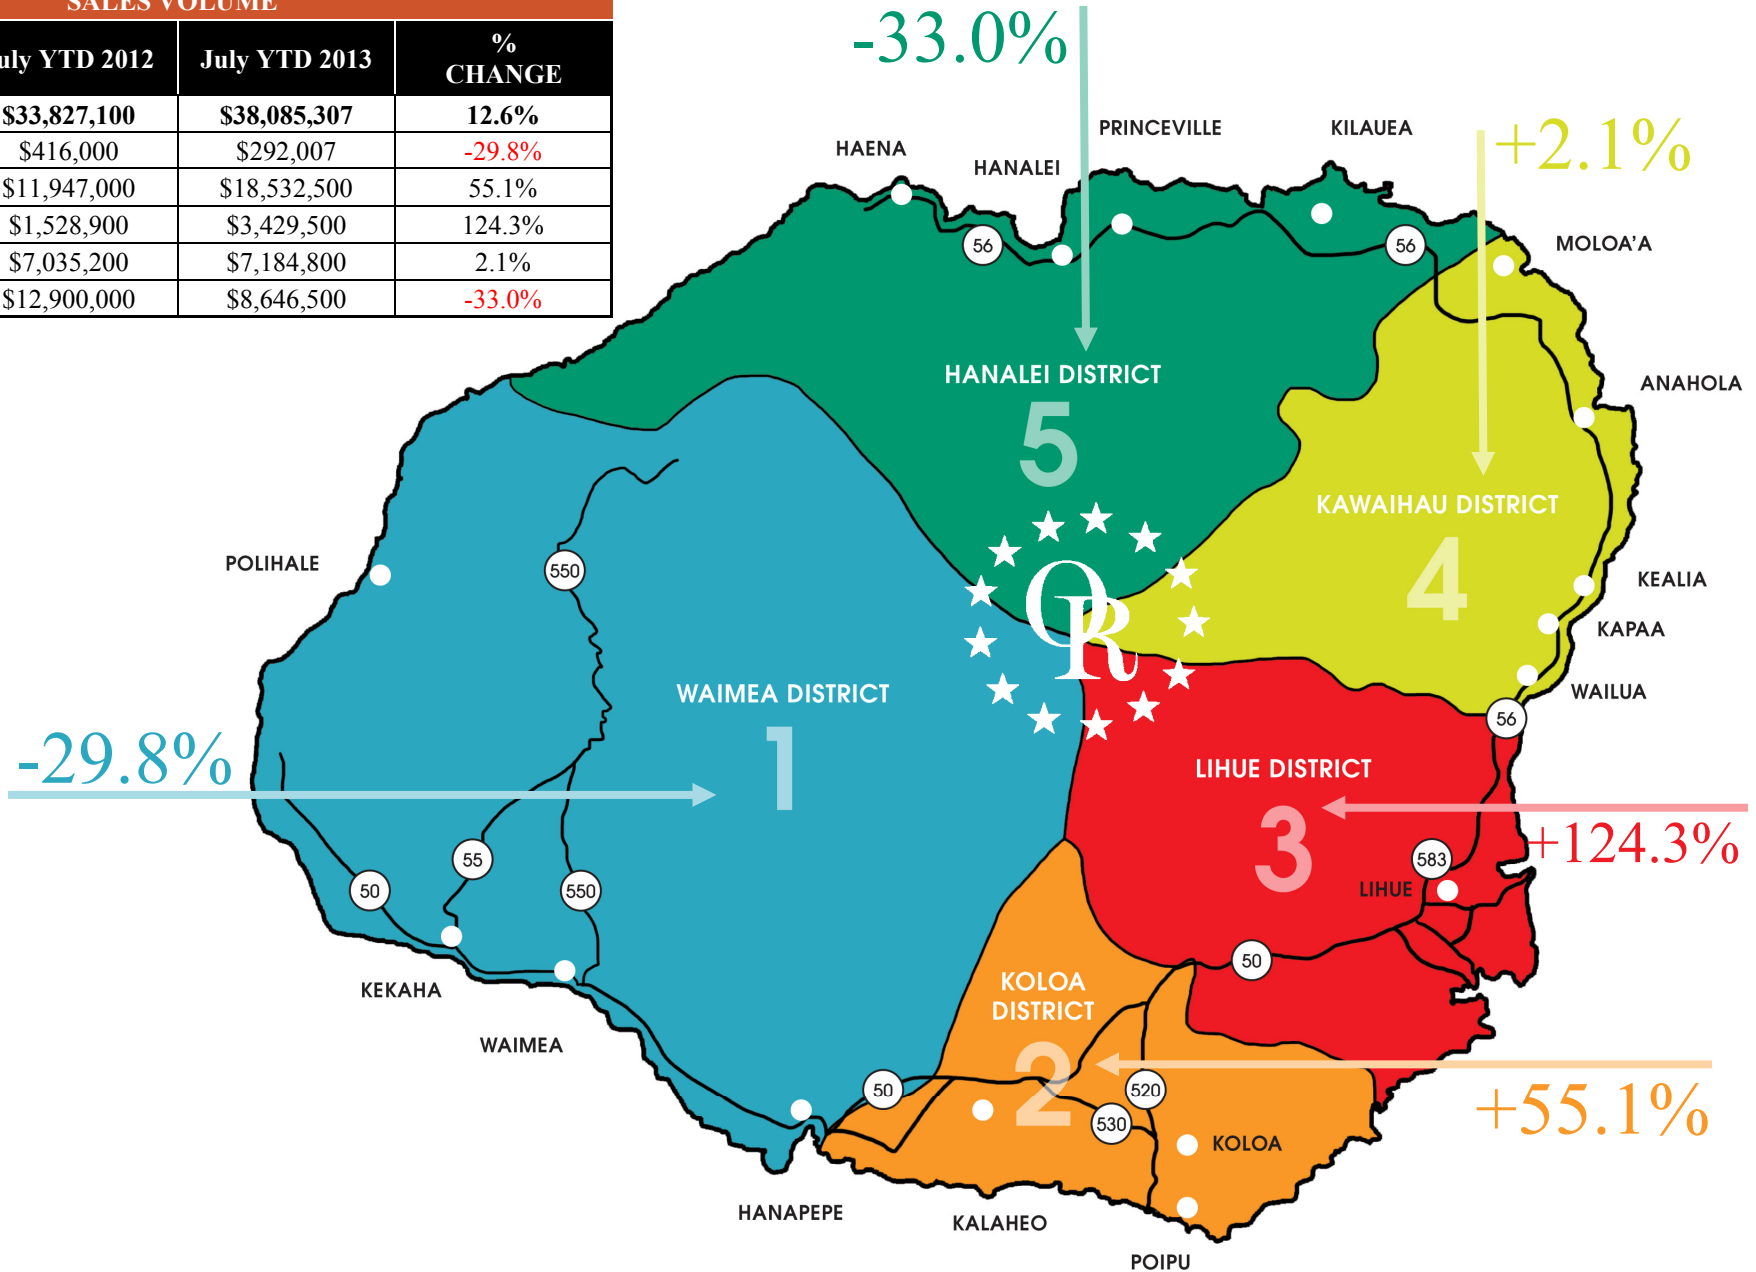 SALES VOLUME
uly YTD 2012 July YTD 2013 % CHANGE
$33,827,100 $38,085,307 12.6%
$416,000 $292,007 -29.8%
$11,947,000 $18,532,500 55.1%
$1,528,900 $3,429,500 124.3%
$7,035,200 $7,184,800 2.1%
$12,900,000 $8,646,500 -33.0%
-33.0%
PRINCEVILLE
KILAUEA
+2.1%
HAENA
HANALEI
56
56
MOLOA'A
HANALEI DISTRICT
5
ANAHOLA
KAWAIHAU DISTRICT
4
POLIHALE
550
KEALIA
OR
KAPAA
WAIMEA DISTRICT
1
WAILUA
56
-29.8%
LIHUE DISTRICT
3
+124.3%
55
583
50
550
LIHUE
50
KEKAHA
KOLOA
DISTRICT
2
WAIMEA
50
520
530
+55.1%
KOLOA
HANAPEPE
KALAHEO
POIPU